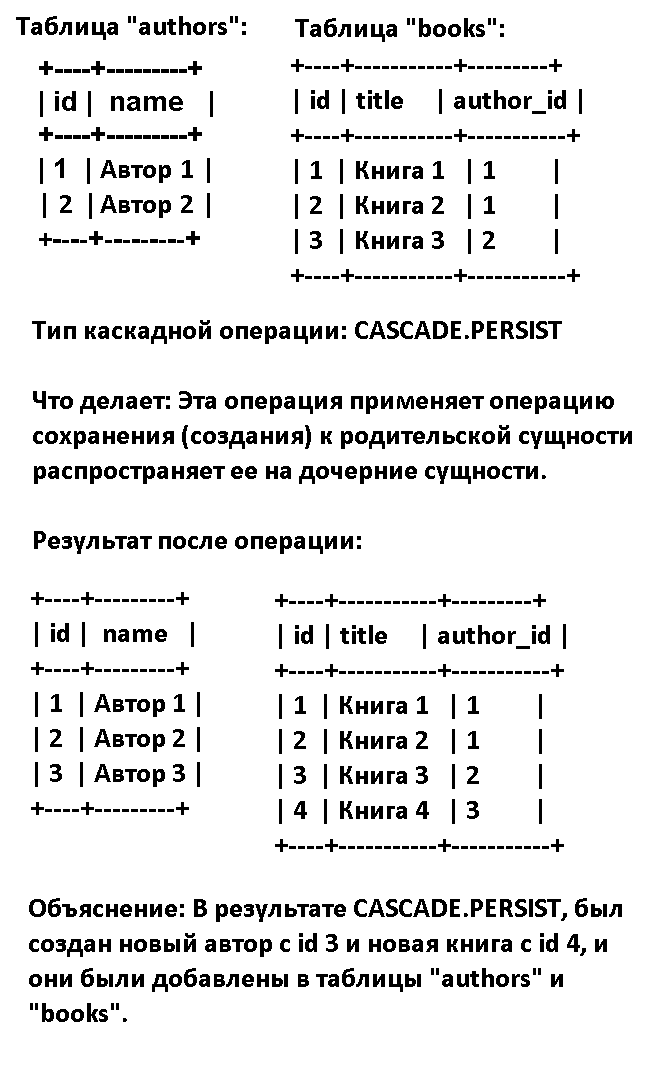 Таблица "authors": Таблица "books":
+----+---------+ +----+-----------+---------+
| id | name | | id | title | author_id |
+----+---------+ +----+-----------+-----------+
| 1 | Автор 1 | | 1 | Книга 1 | 1 |
| 2 | Автор 2 | | 2 | Книга 2 | 1 |
+----+---------+ | 3 | Книга 3 | 2 |
+----+-----------+-----------+
Тип каскадной операции: CASCADE.PERSIST
Что делает: Эта операция применяет операцию
сохранения (создания) к родительской сущности
распространяет ее на дочерние сущности.
Результат после операции:
+----+---------+ +----+-----------+---------+
| id | name | | id | title | author_id |
+----+---------+ +----+-----------+-----------+
| 1 | Автор 1 | | 1 | Книга 1 | 1 |
| 2 | Автор 2 | | 2 | Книга 2 | 1 |
| 3 | Автор 3 | | 3 | Книга 3 | 2 |
+----+---------+ | 4 | Книга 4 | 3 |
+----+-----------+-----------+
Объяснение: В результате CASCADE.PERSIST, был
создан новый автор с id 3 и новая книга с id 4, и
они были добавлены в таблицы "authors" и
"books".